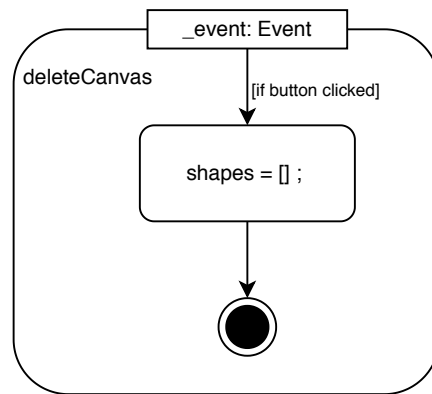 _event: Event
deleteCanvas
[if button clicked]
shapes = [] ;